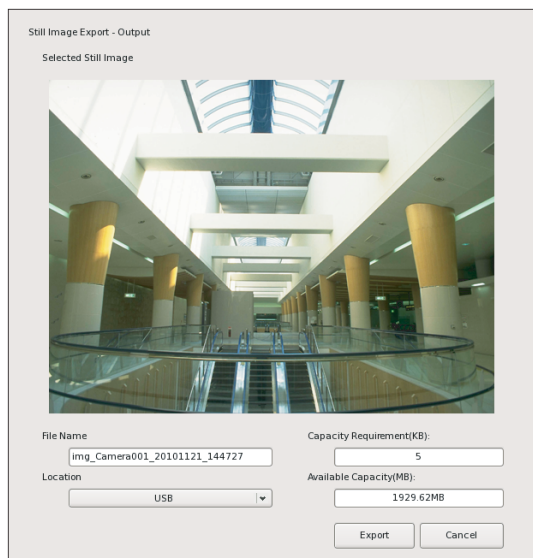 Still Image Export - Output
Selected Still Image
File Name
img_Camera001_20101121_144727
Location
USB
Capacity Requirement(KB):
5
Available Capacity(MB):
1929.62MB
Export
Cancel